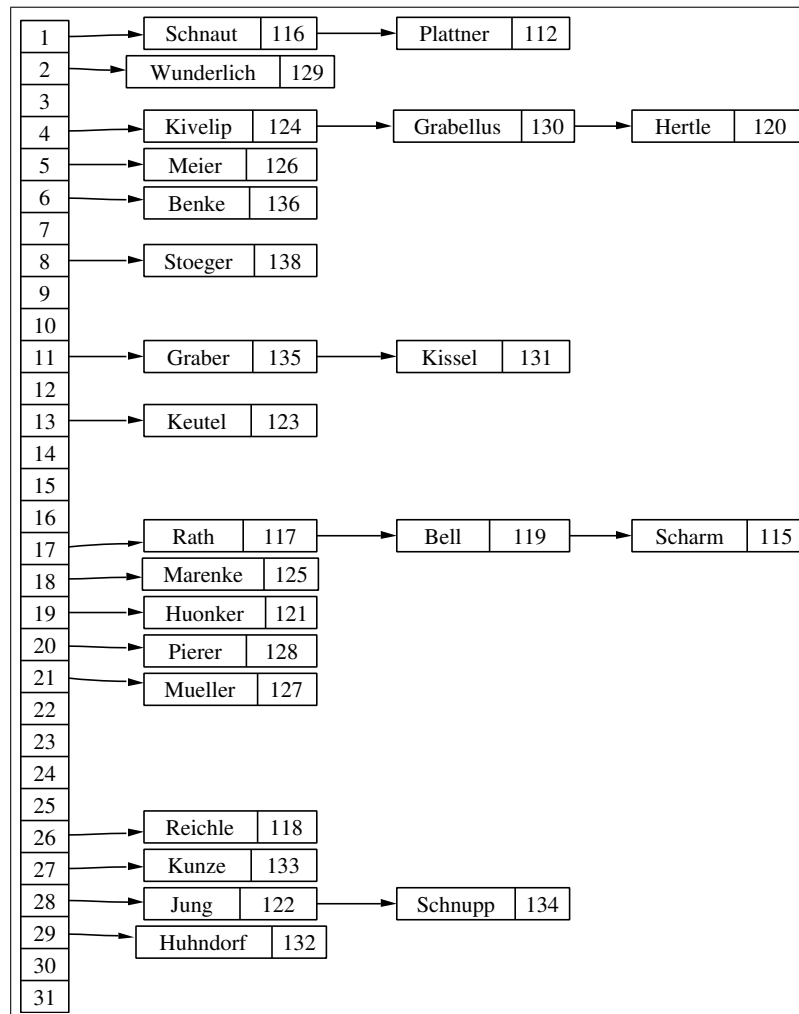 1 Schnaut 116 Plattner 112
2 Wunderlich 129
3
4 Kivelip 124 Grabellus 130 Hertle 120
5 Meier 126
6 Benke 136
7
8 Stoeger 138
9
10
11 Graber 135 Kissel 131
12
13 Keutel 123
14
15
16
17 Rath 117 Bell 119 Scharm 115
18 Marenke 125
19 Huonker 121
20 Pierer 128
21 Mueller 127
22
23
24
25
26 Reichle 118
27 Kunze 133
28 Jung 122 Schnupp 134
29 Huhndorf 132
30
31